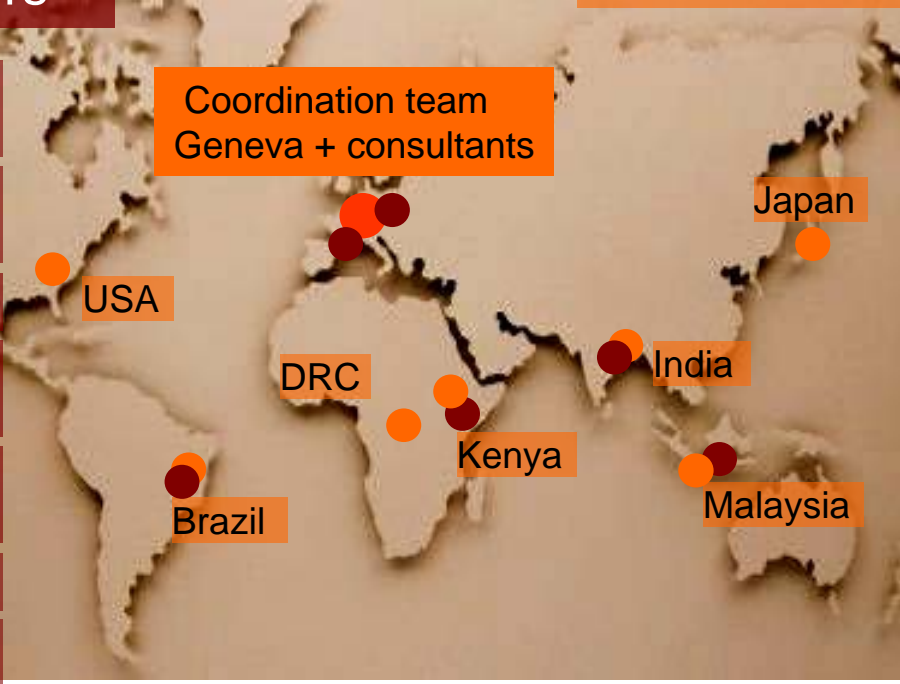 Coordination team
Geneva + consultants
Japan
USA
India
DRC
Kenya
Malaysia
Brazil